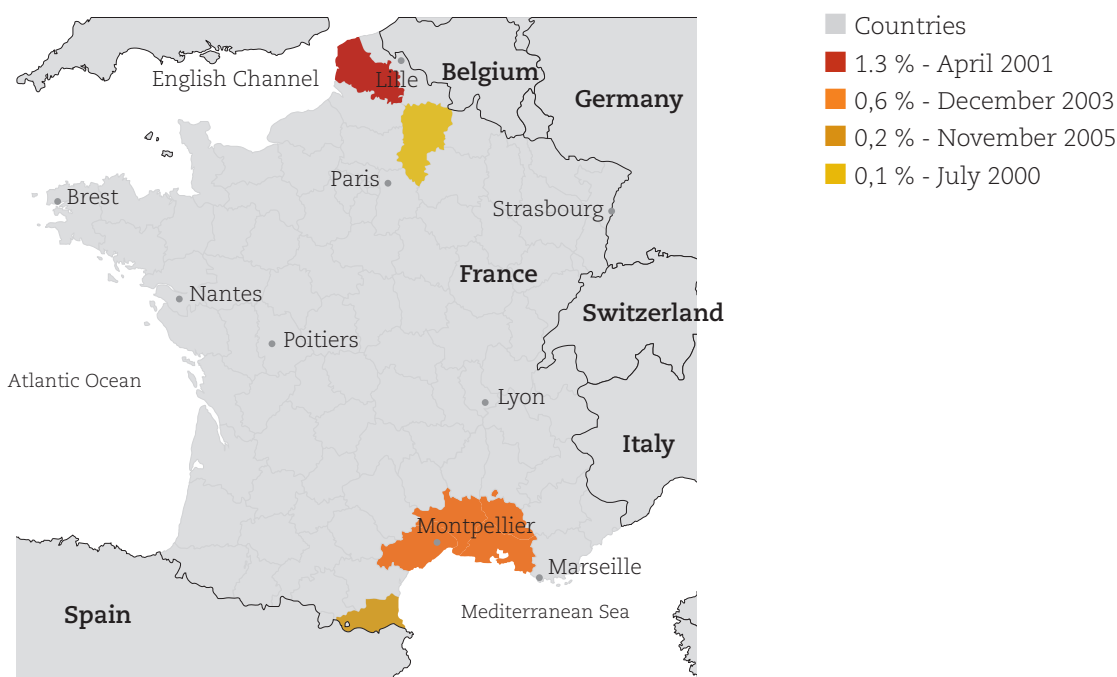 English Channel
Lille
Belgium
Germany
Paris
Brest
Strasbourg
France
Nantes
Switzerland
Poitiers
Atlantic Ocean
Lyon
Italy
Montpellier
Marseille
Spain
Mediterranean Sea
Countries
1.3 % - April 2001
0,6 % - December 2003
0,2 % - November 2005
0,1 % - July 2000